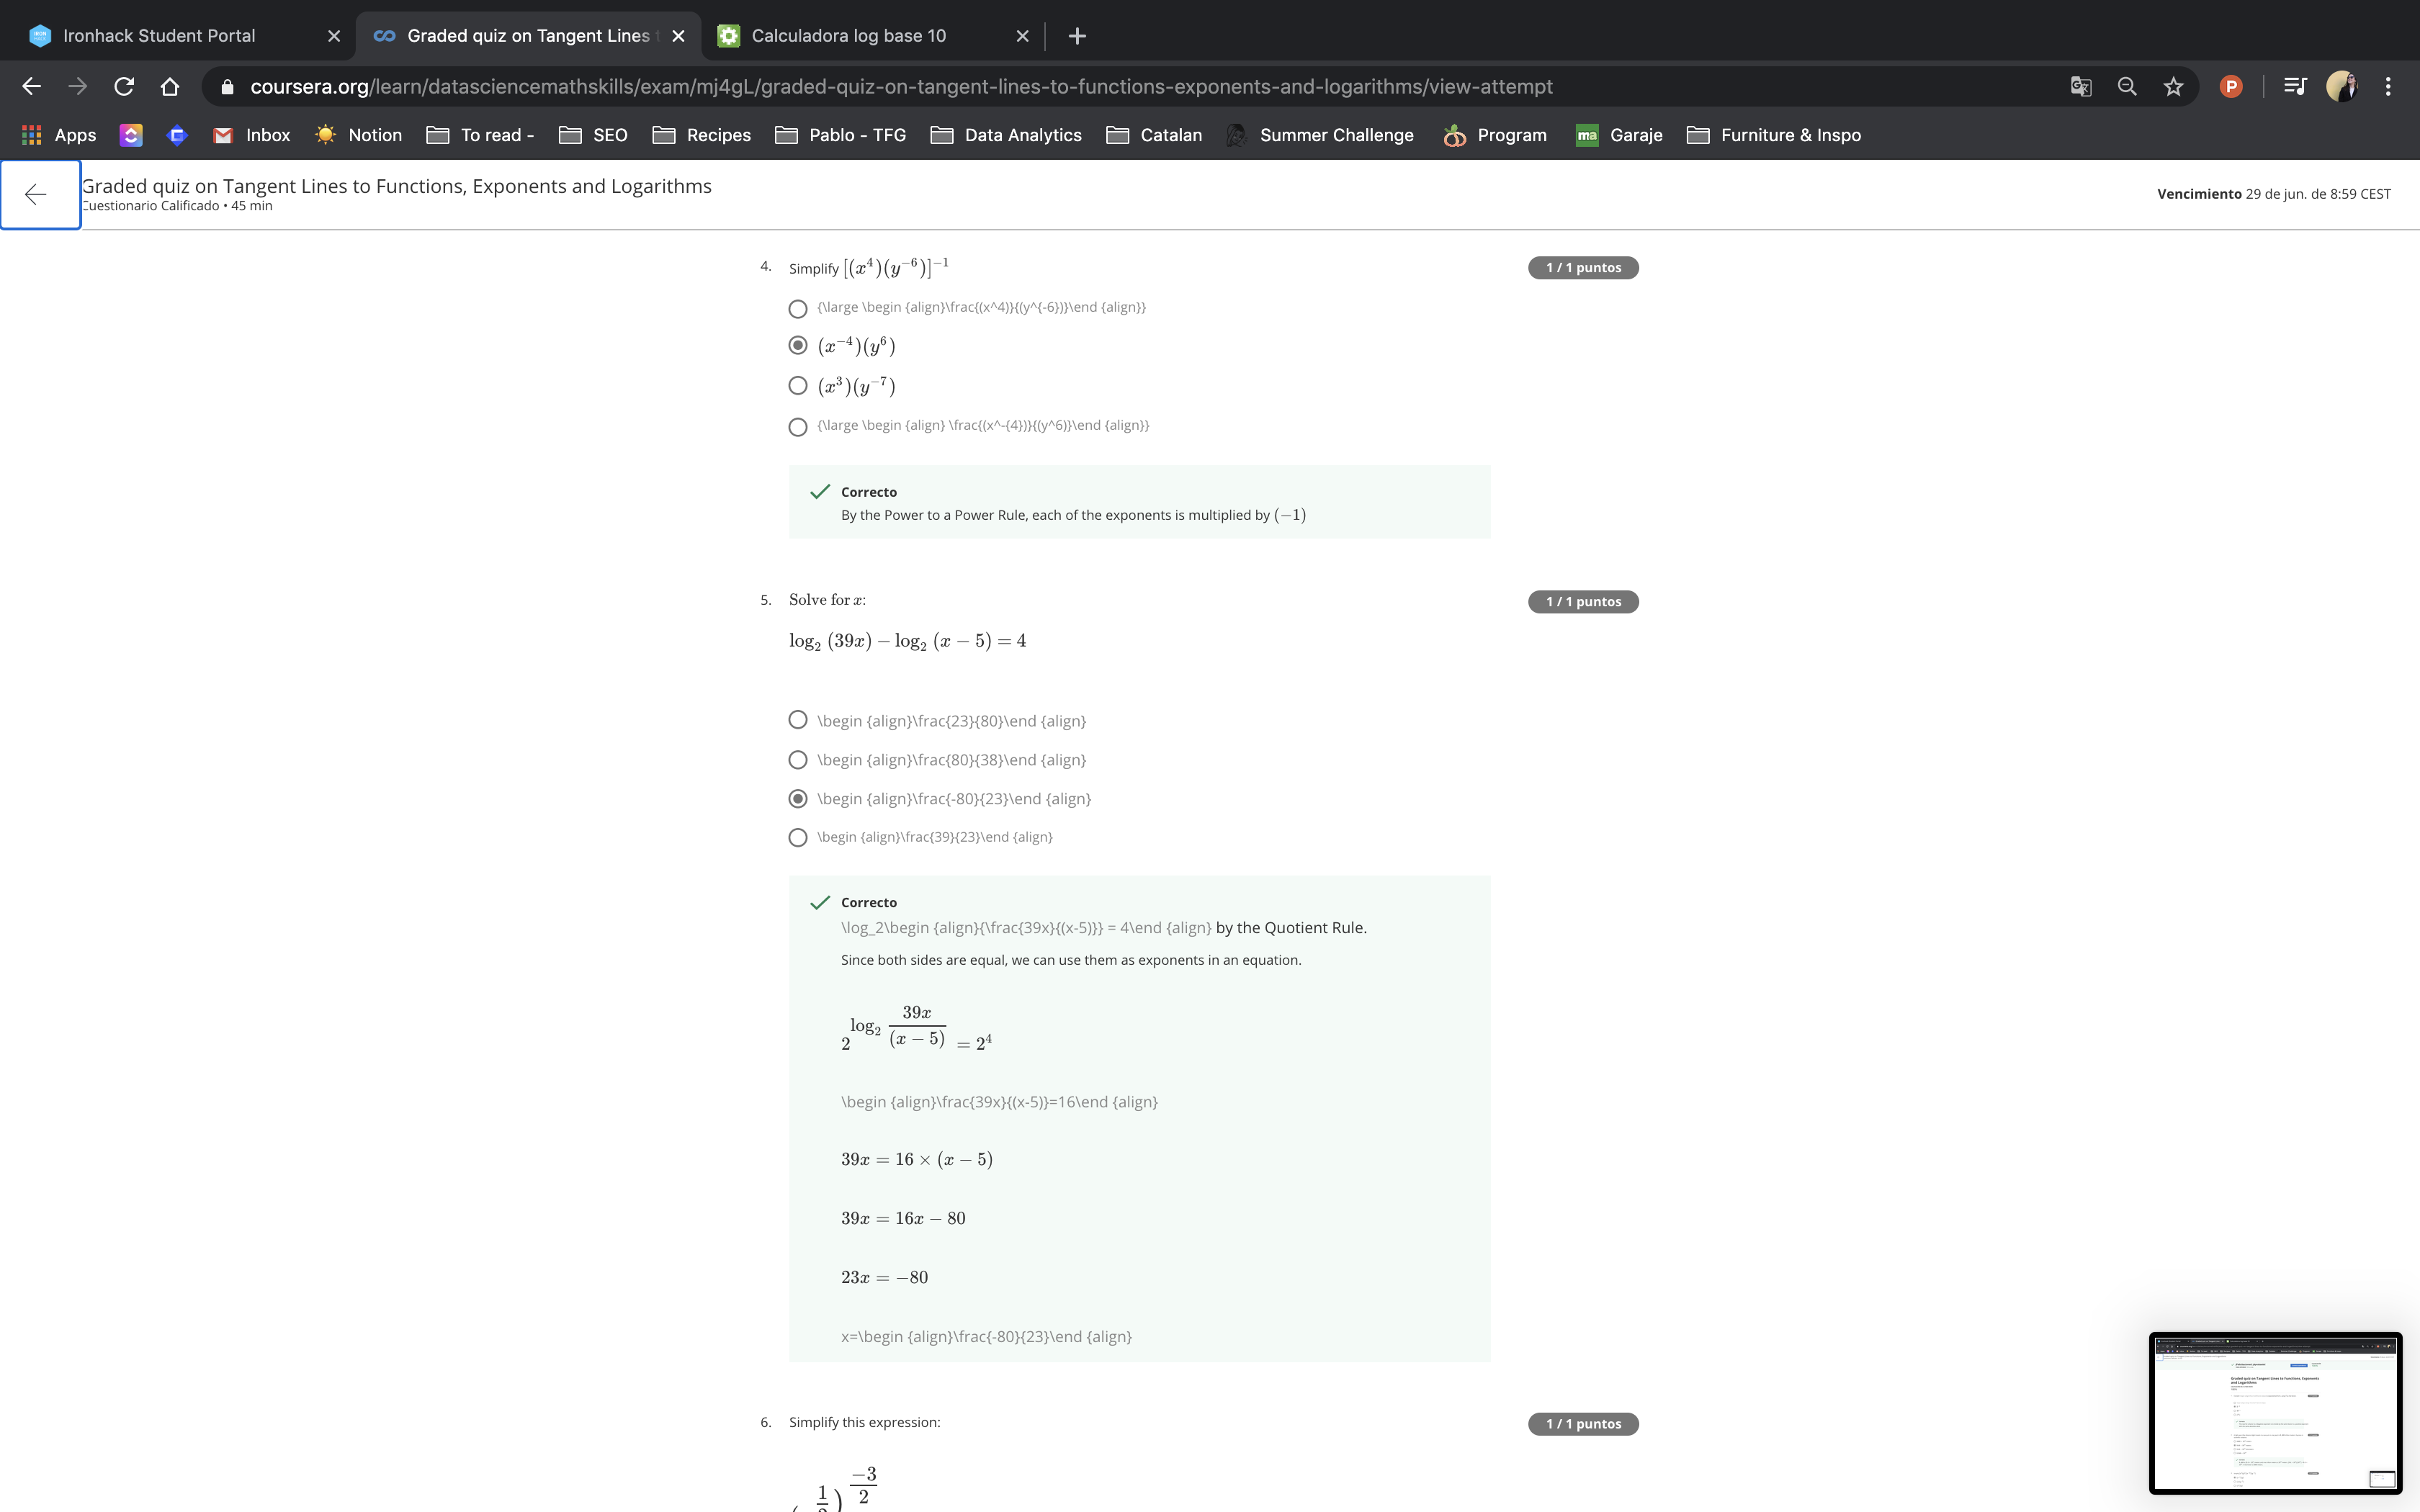 Ironhack Student Portal
Graded quiz on Tangent Lines
Calculadora log base 10
coursera.org/learn/datasciencemathskills/exam/mj4gL/graded-quiz-on-tangent-lines-to-functions-exponents-and-logarithms/view-attempt
P
Apps
Inbox
Notion
To read -
SEO
Recipes
Pablo - TFG
Data Analytics
Catalan
Summer Challenge
Program
ma Garaje
Furniture & Inspo
Graded quiz on Tangent Lines to Functions, Exponents and Logarithms
Cuestionario Calificado • 45 min
Vencimiento 29 de jun. de 8:59 CEST
4. Simplify [(x^4)(y^{-6})]^{-1}
1 / 1 puntos
{\large \begin {align}\frac{(x^4)}{(y^{-6})}\end {align}}
(x^{-4})(y^6)
(x^3)(y^{-7})
{\large \begin {align} \frac{(x^-{4})}{(y^6)}\end {align}}
Correcto
By the Power to a Power Rule, each of the exponents is multiplied by (−1)
5. Solve for x:
1 / 1 puntos
log_2 (39x) − log_2 (x − 5) = 4
\begin {align}\frac{23}{80}\end {align}
\begin {align}\frac{80}{38}\end {align}
\begin {align}\frac{-80}{23}\end {align}
\begin {align}\frac{39}{23}\end {align}
Correcto
\log_2\begin {align}{\frac{39x}{(x-5)}} = 4\end {align} by the Quotient Rule.
Since both sides are equal, we can use them as exponents in an equation.
2^{log_2 \frac{39x}{(x − 5)}} = 2^4
\begin {align}\frac{39x}{(x-5)}=16\end {align}
39x = 16 × (x − 5)
39x = 16x − 80
23x = −80
x=\begin {align}\frac{-80}{23}\end {align}
6. Simplify this expression:
1 / 1 puntos